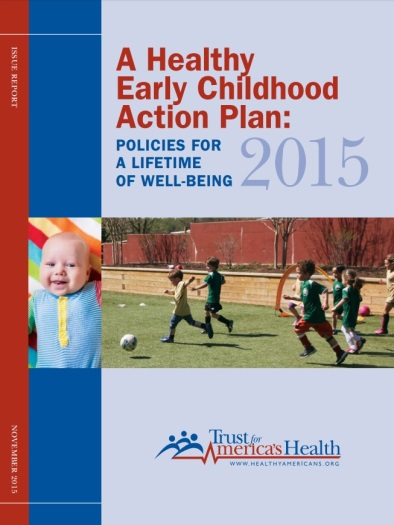 ISSUE REPORT
A Healthy
Early Childhood
Action Plan:
POLICIES FOR
A LIFETIME
OF WELL-BEING
2015
NOVEMBER 2015
Trust for
America's Health
WWW.HEALTHYAMERICANS.ORG